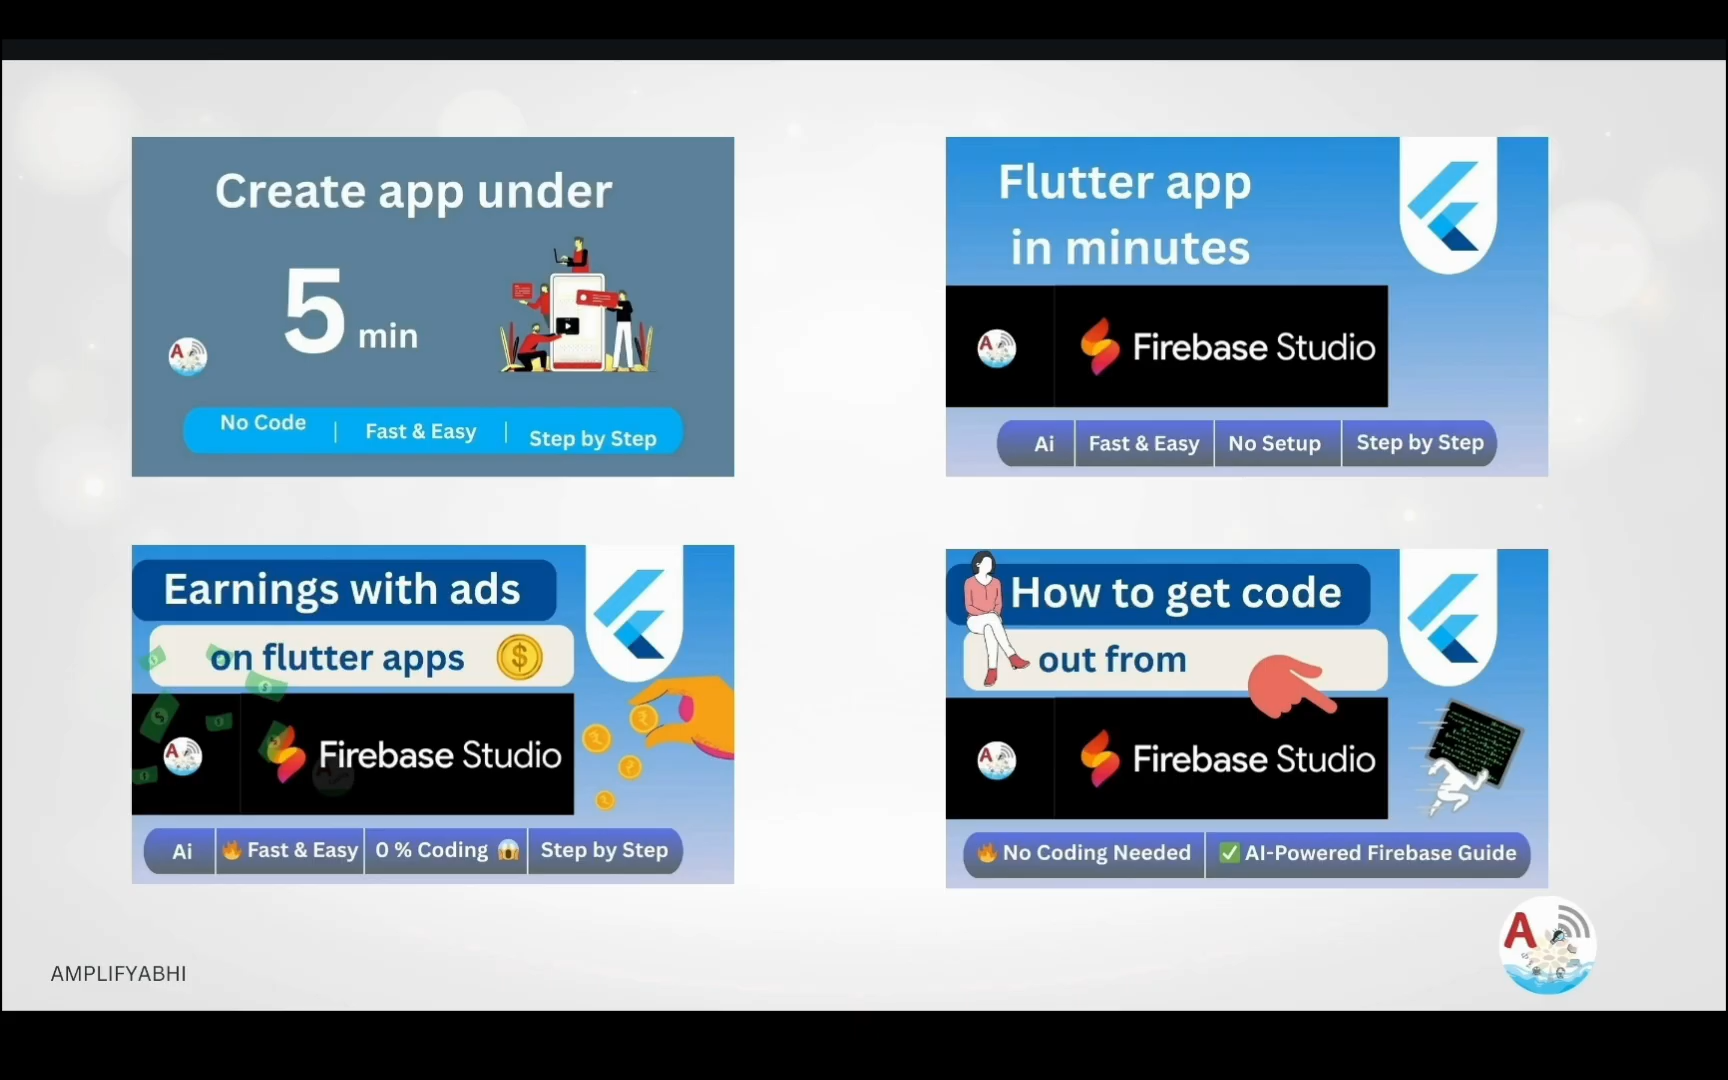 Create app under
5 min
A
No Code | Fast & Easy | Step by Step
Flutter app
in minutes
A
Firebase Studio
Ai Fast & Easy No Setup Step by Step
Earnings with ads
on flutter apps $
A
Firebase Studio
Ai 🔥 Fast & Easy 0 % Coding 😱 Step by Step
How to get code
out from
A
Firebase Studio
🔥 No Coding Needed ✅ AI-Powered Firebase Guide
A
AMPLIFYABHI